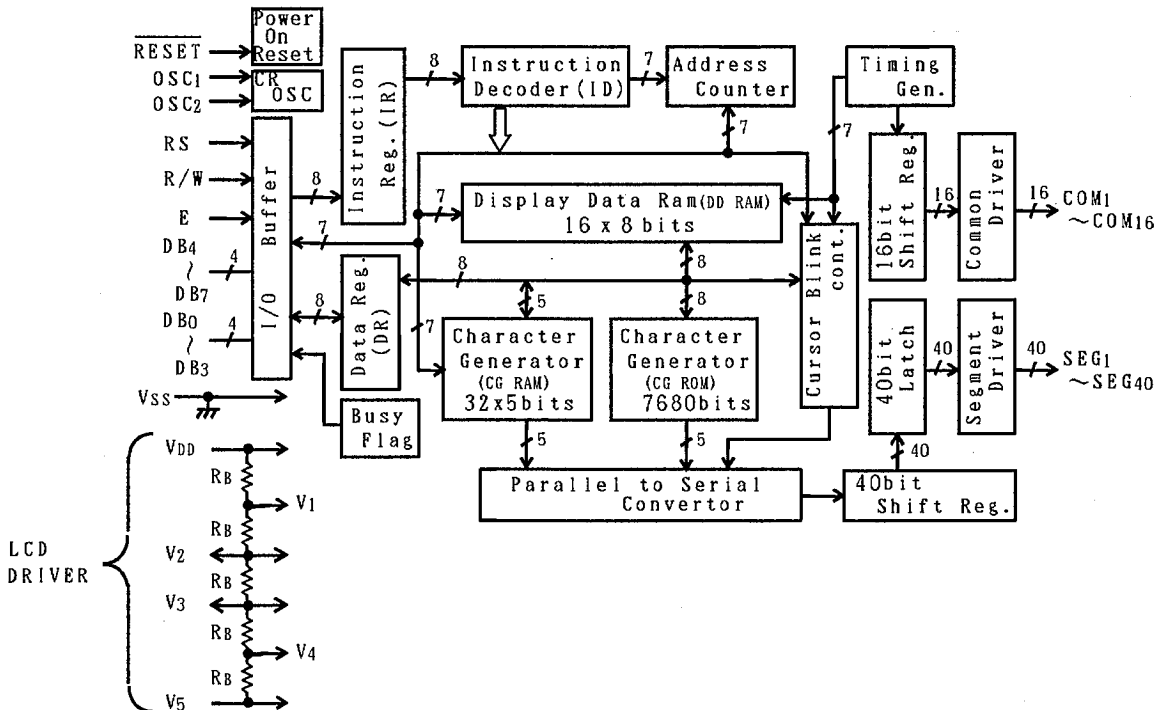 Power
On
Reset
RESET
OSC1
OSC2
CR
OSC
RS
R/W
E
DB4
~
DB7
DB0
~
DB3
4
4
I/O Buffer
8
7
8
Instruction
Reg.(IR)
8
Instruction
Decoder(ID)
7
Address
Counter
7
Timing
Gen.
7
7
Display Data Ram(DD RAM)
16 x 8 bits
8
8
5
8
Data Reg.
(DR)
7
Character
Generator
(CG RAM)
32x5bits
Character
Generator
(CG ROM)
7680bits
Cursor Blink
cont.
16bit
Shift Reg.
16
Common
Driver
16
COM1
~COM16
40bit
Latch
40
Segment
Driver
40
SEG1
~SEG40
40
Busy
Flag
5
5
Parallel to Serial
Convertor
40bit
Shift Reg.
VSS
VDD
RB
V1
RB
V2
RB
V3
RB
V4
RB
V5
LCD
DRIVER